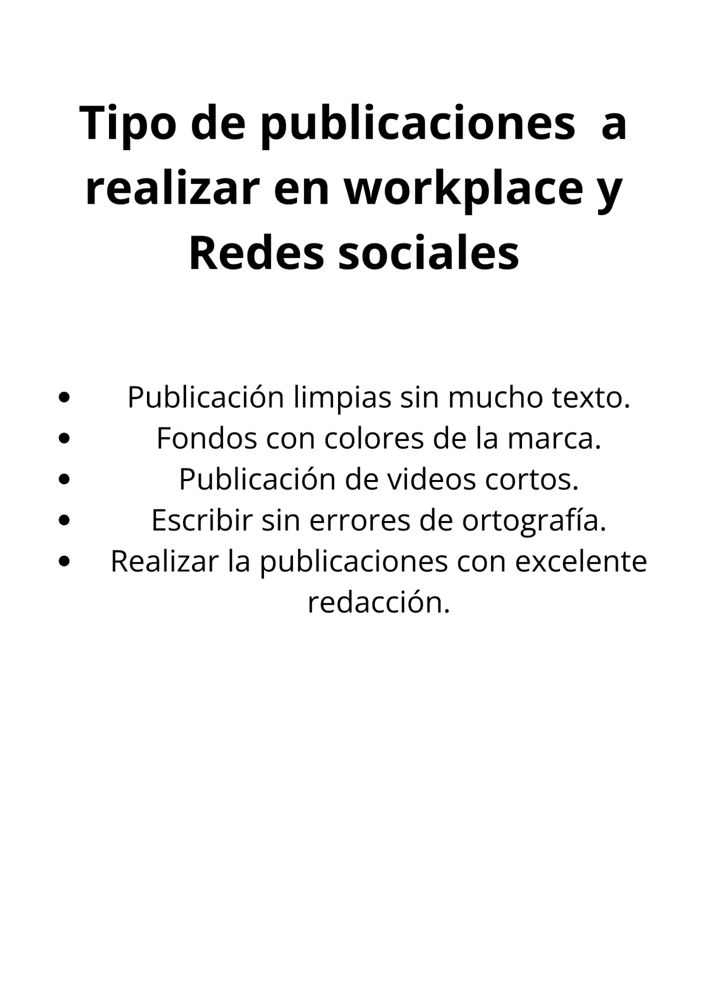 Tipo de publicaciones  a
realizar en workplace y
Redes sociales
• Publicación limpias sin mucho texto.
• Fondos con colores de la marca.
• Publicación de videos cortos.
• Escribir sin errores de ortografía.
• Realizar la publicaciones con excelente
redacción.